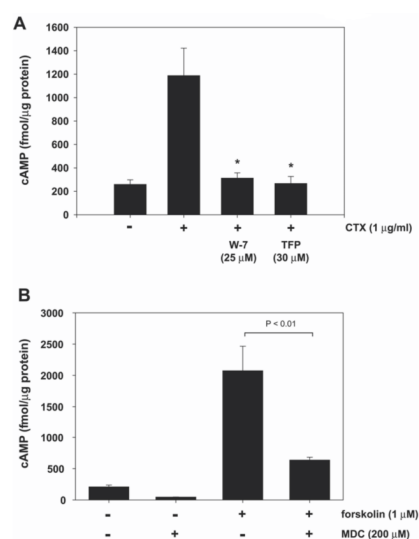 A
1600
1400
1200
1000
800
600
400
200
0
cAMP (fmol/μg protein)
* *
- + + + CTX (1 μg/ml)
W-7 TFP
(25 μM) (30 μM)
B
3000
2500
2000
1500
1000
500
0
cAMP (fmol/μg protein)
P < 0.01
- - + + forskolin (1 μM)
- + - + MDC (200 μM)